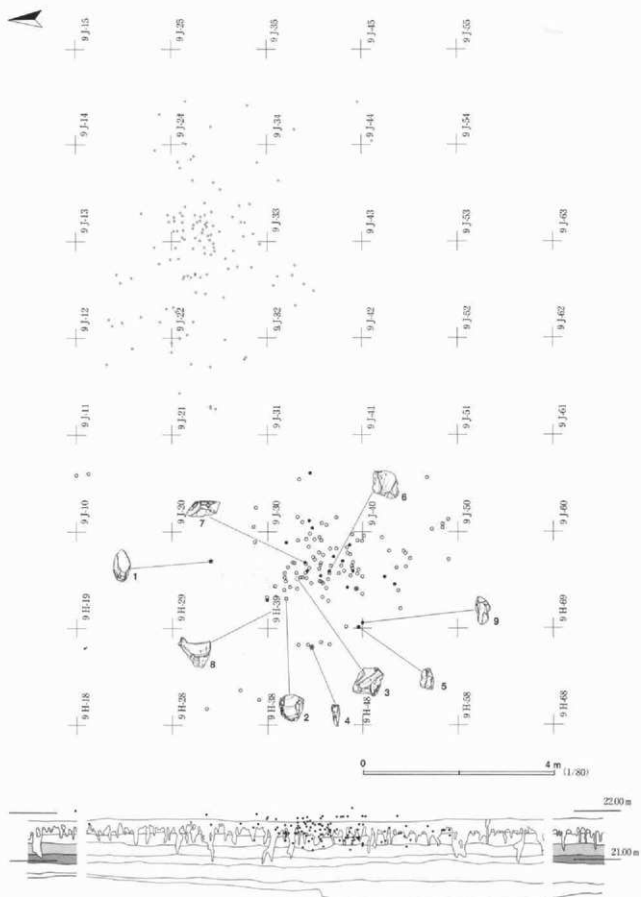 9 J-15
9 J-25
9 J-35
9 J-45
9 J-55
9 J-14
9 J-24
9 J-34
9 J-44
9 J-54
9 J-13
9 J-23
9 J-33
9 J-43
9 J-53
9 J-63
9 J-12
9 J-22
9 J-32
9 J-42
9 J-52
9 J-62
9 J-11
9 J-21
9 J-31
9 J-41
9 J-51
9 J-61
9 J-10
9 J-20
9 J-30
9 J-40
9 J-50
9 J-60
6
7
1
9 H-19
9 H-29
9 H-39
9 H-69
9
8
5
3
2
4
9 H-18
9 H-28
9 H-38
9 H-48
9 H-58
9 H-68
0 4 m
(1/80)
22.00 m
21.00 m